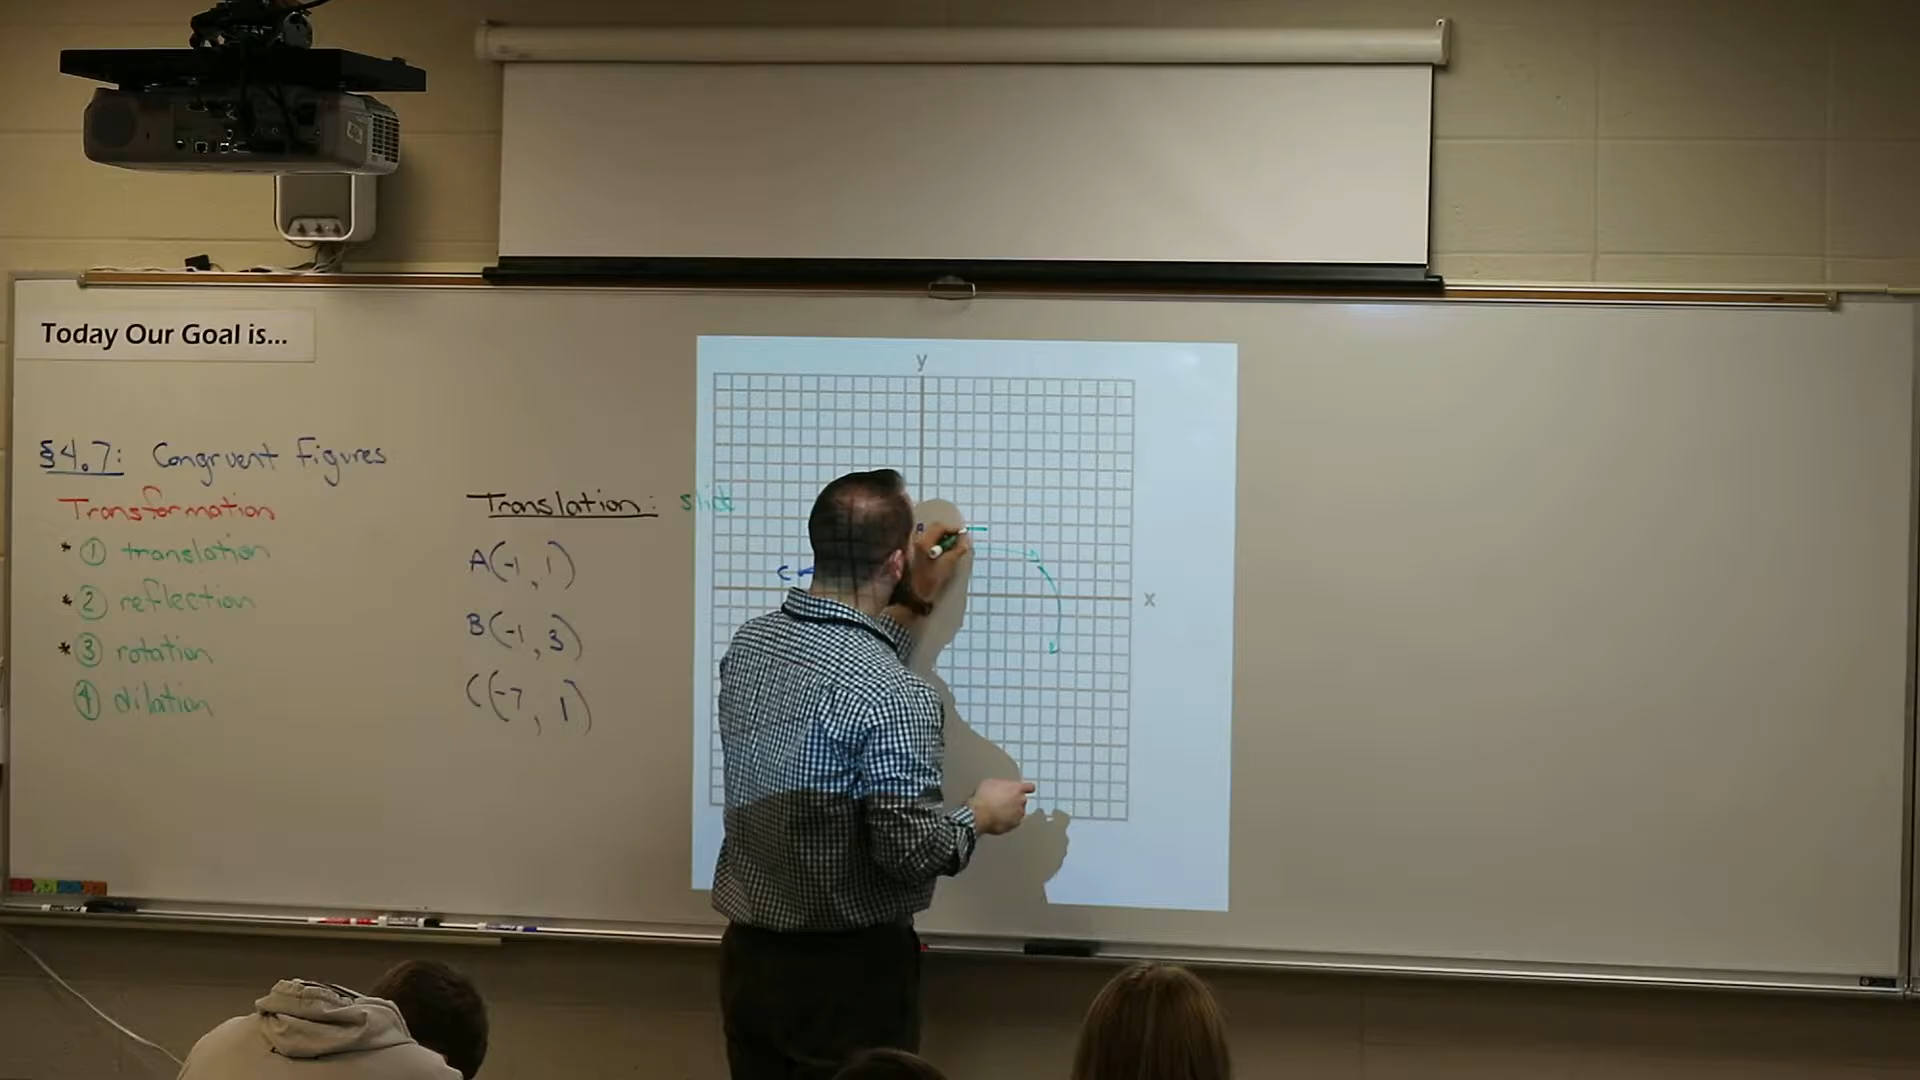 Today Our Goal is...
§4.7: Congruent Figures
Transformation
* ① translation
* ② reflection
* ③ rotation
④ dilation
Translation: slide
A(-1, 1)
B(-1, 3)
C(-7, 1)
y
C
x